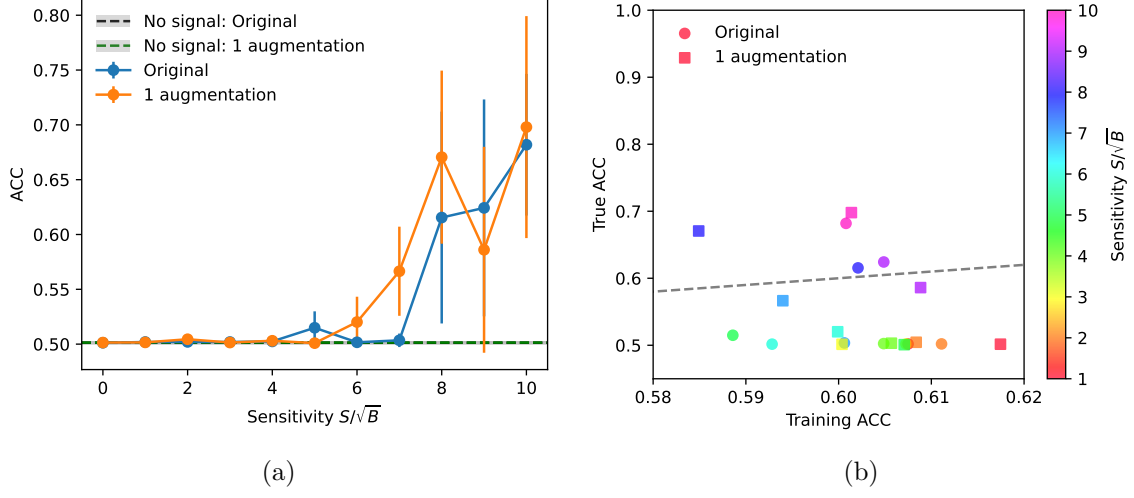 0.80
0.75
0.70
0.65
0.60
0.55
0.50
ACC
0
2
4
6
8
10
Sensitivity S/√B
No signal: Original
No signal: 1 augmentation
Original
1 augmentation
(a)
1.0
0.9
0.8
0.7
0.6
0.5
True ACC
0.58
0.59
0.60
0.61
0.62
Training ACC
Original
1 augmentation
10
9
8
7
6
5
4
3
2
1
Sensitivity S/√B
(b)